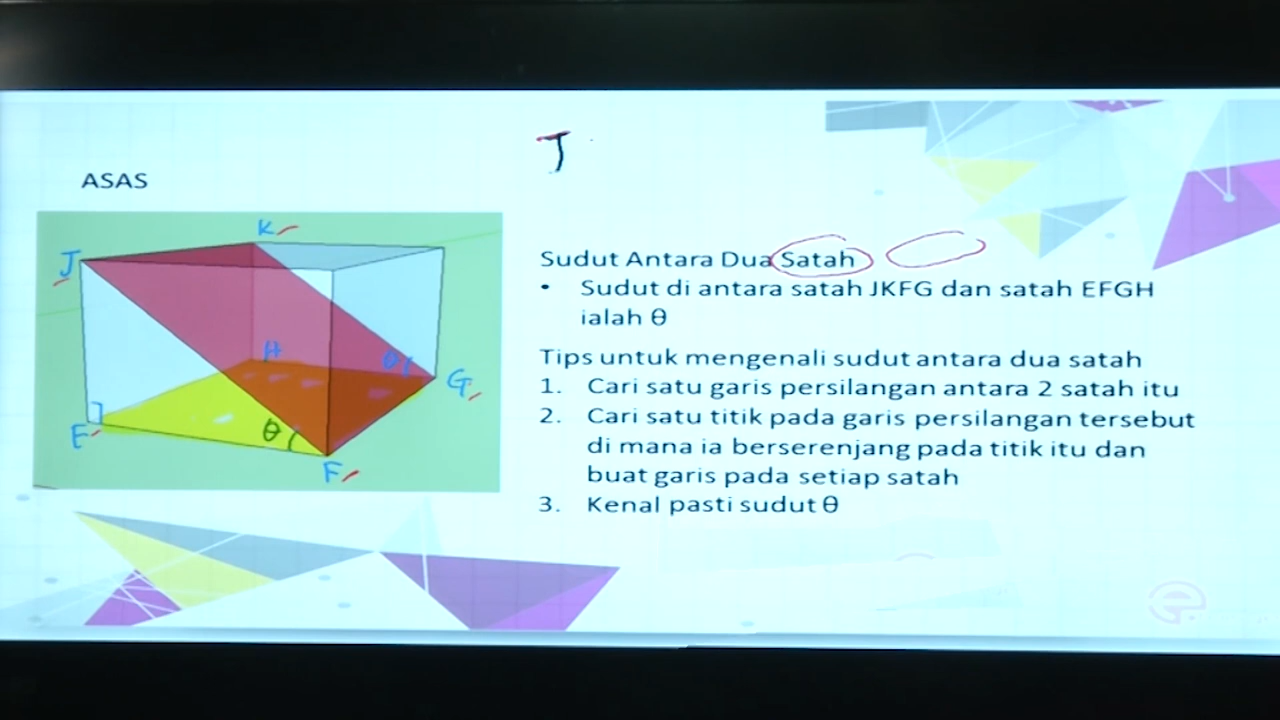 J
ASAS
K
J
H
θ
G
E
θ
F
Sudut Antara Dua Satah
• Sudut di antara satah JKFG dan satah EFGH
ialah θ
Tips untuk mengenali sudut antara dua satah
1. Cari satu garis persilangan antara 2 satah itu
2. Cari satu titik pada garis persilangan tersebut
di mana ia berserenjang pada titik itu dan
buat garis pada setiap satah
3. Kenal pasti sudut θ